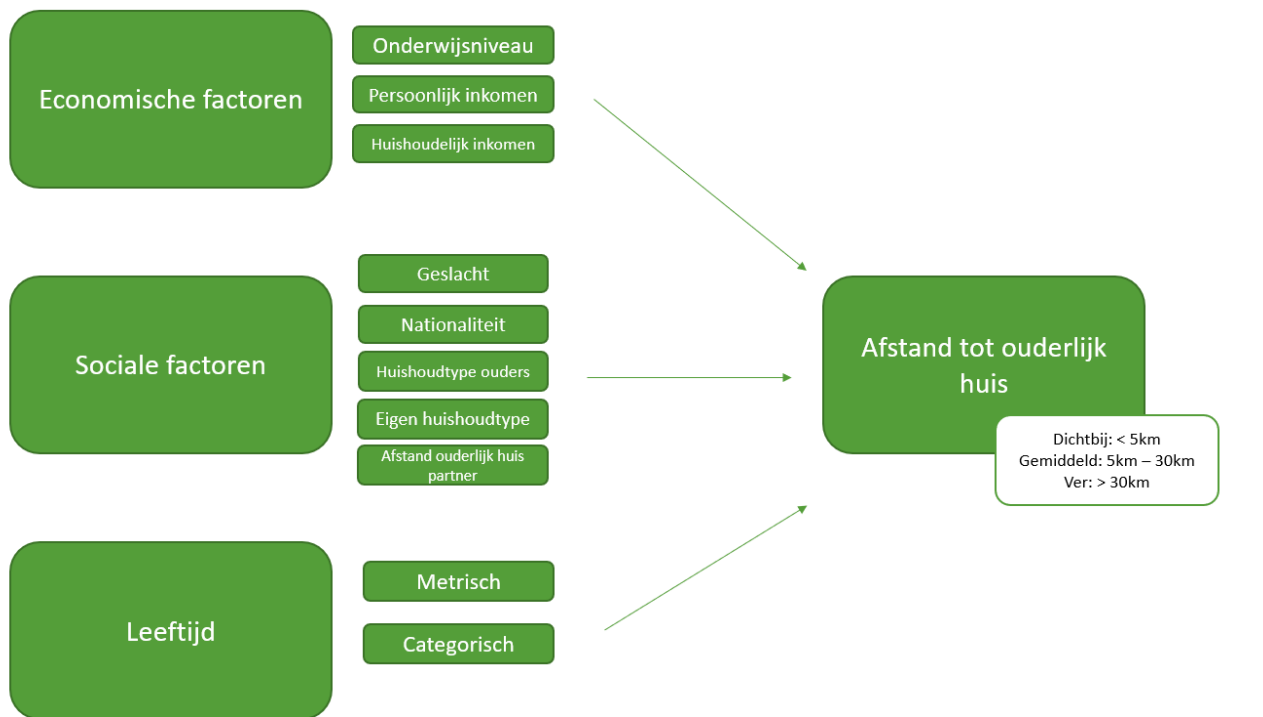 Economische factoren
Onderwijsniveau
Persoonlijk inkomen
Huishoudelijk inkomen
Sociale factoren
Geslacht
Nationaliteit
Huishoudtype ouders
Eigen huishoudtype
Afstand ouderlijk huis
partner
Leeftijd
Metrisch
Categorisch
Afstand tot ouderlijk
huis
Dichtbij: < 5km
Gemiddeld: 5km – 30km
Ver: > 30km